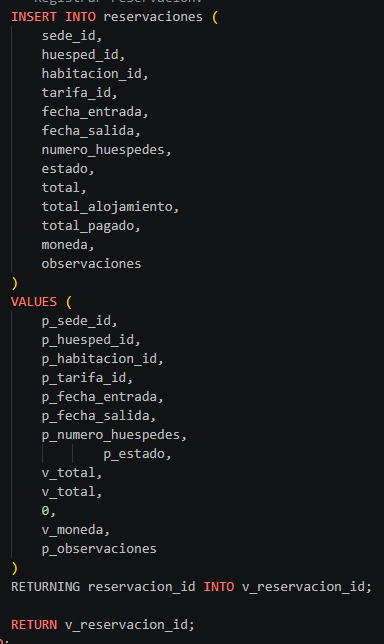 INSERT INTO reservaciones (
sede_id,
huesped_id,
habitacion_id,
tarifa_id,
fecha_entrada,
fecha_salida,
numero_huespedes,
estado,
total,
total_alojamiento,
total_pagado,
moneda,
observaciones
)
VALUES (
p_sede_id,
p_huesped_id,
p_habitacion_id,
p_tarifa_id,
p_fecha_entrada,
p_fecha_salida,
p_numero_huespedes,
p_estado,
v_total,
v_total,
0,
v_moneda,
p_observaciones
)
RETURNING reservacion_id INTO v_reservacion_id;
RETURN v_reservacion_id;